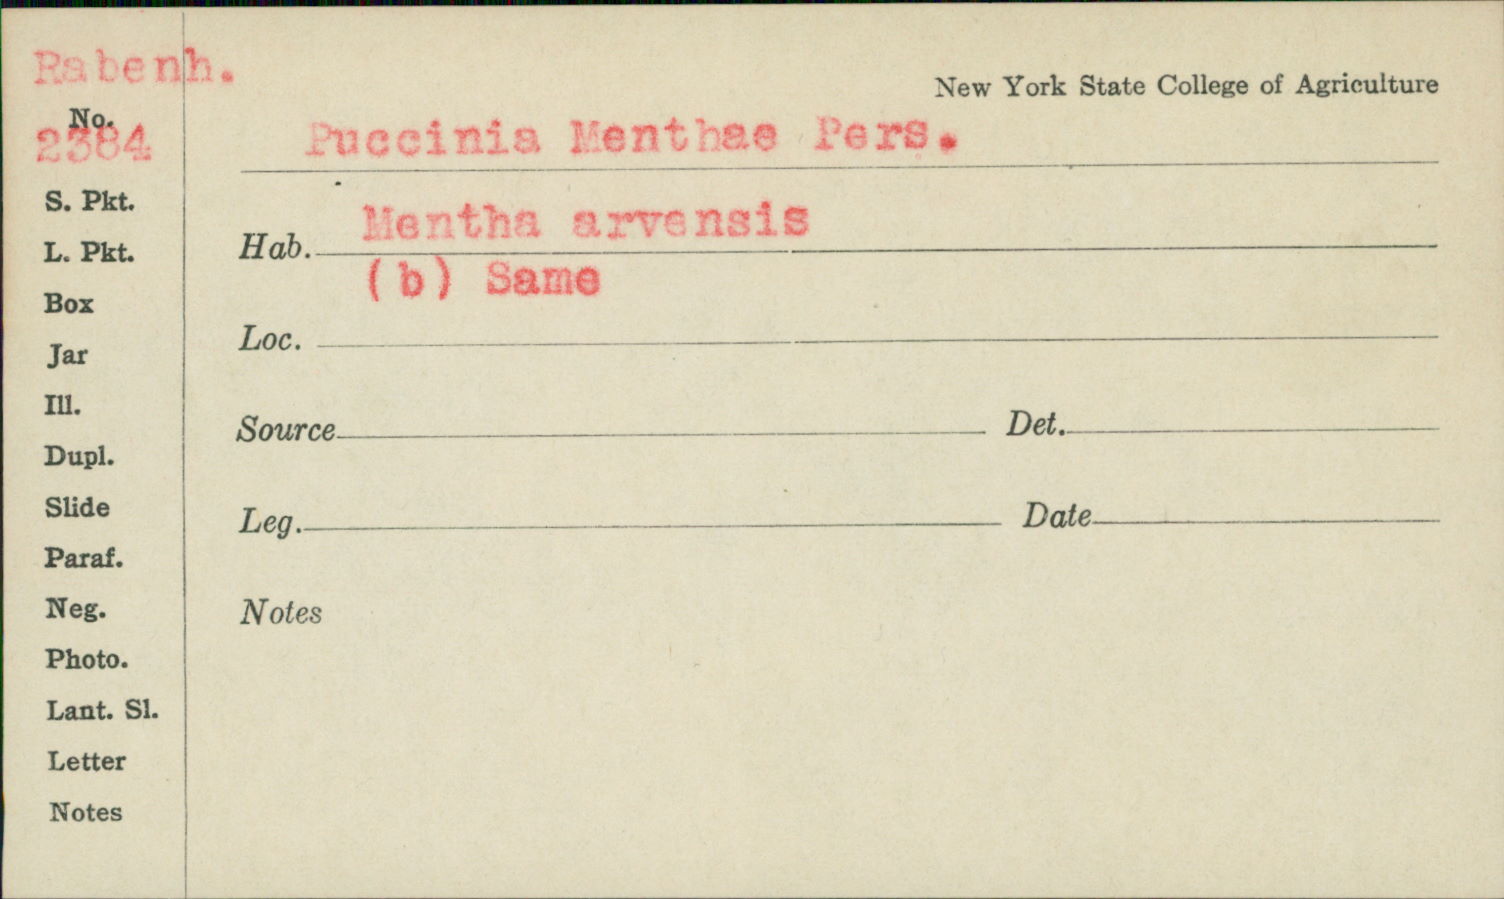 Rabenh.
New York State College of Agriculture
No.
2384
Puccinia Menthae Pers.
S. Pkt.
L. Pkt.
Box
Jar
Ill.
Dupl.
Slide
Paraf.
Neg.
Photo.
Lant. Sl.
Letter
Notes
Hab. Mentha arvensis
(b) Same
Loc.
Source Det.
Leg. Date
Notes